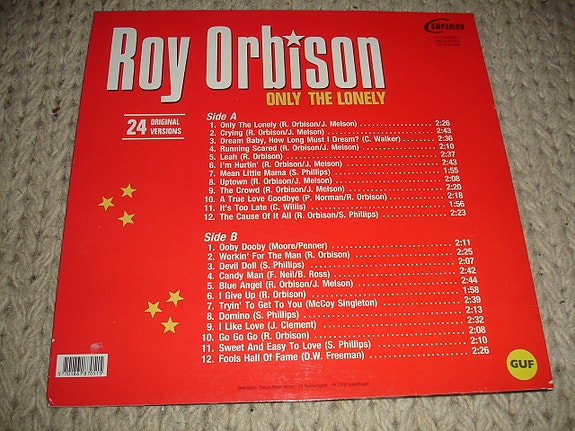 COMPENDIUM
Roy Orbison
ONLY THE LONELY
24 ORIGINAL
VERSIONS
Side A
1. Only The Lonely (R. Orbison/J. Melson) 2:26
2. Crying (R. Orbison/J. Melson) 2:43
3. Dream Baby, How Long Must I Dream? (C. Walker) 2:36
4. Running Scared (R. Orbison/J. Melson) 2:10
5. Leah (R. Orbison) 2:37
6. I'm Hurtin' (R. Orbison/J. Melson) 2:43
7. Mean Little Mama (S. Phillips) 1:55
8. Uptown (R. Orbison/J. Melson) 2:08
9. The Crowd (R. Orbison/J. Melson) 2:20
10. A True Love Goodbye (P. Norman/R. Orbison) 2:18
11. It's Too Late (C. Willis) 1:56
12. The Cause Of It All (R. Orbison/S. Phillips) 2:23
Side B
1. Ooby Dooby (Moore/Penner) 2:11
2. Workin' For The Man (R. Orbison) 2:25
3. Devil Doll (S. Phillips) 2:07
4. Candy Man (F. Neil/B. Ross) 2:42
5. Blue Angel (R. Orbison/J. Melson) 2:44
6. I Give Up (R. Orbison) 1:58
7. Tryin' To Get To You (McCoy Singleton) 2:39
8. Domino (S. Phillips) 2:13
9. I Like Love (J. Clement) 2:32
10. Go Go Go (R. Orbison) 2:08
11. Sweet And Easy To Love (S. Phillips) 2:10
12. Fools Hall Of Fame (D.W. Freeman) 2:26
GUF